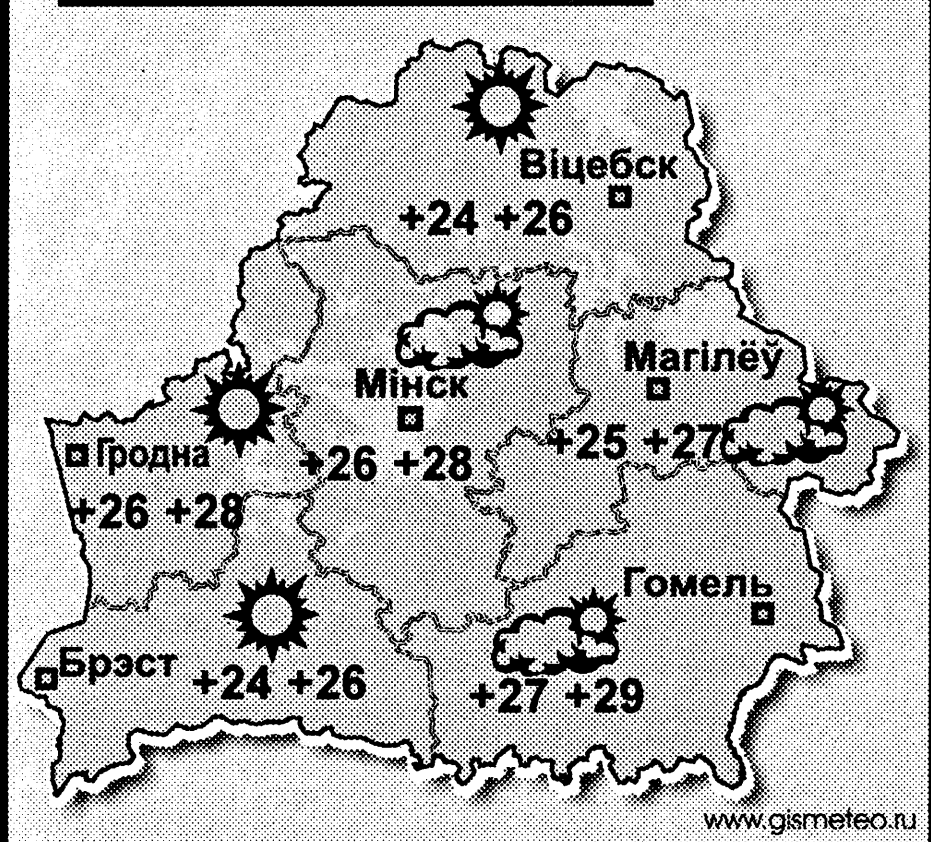 Віцебск
+24 +26
Мінск
+26 +28
Магілёў
+25 +27
Гродна
+26 +28
Гомель
+27 +29
Брэст
+24 +26
www.gismeteo.ru